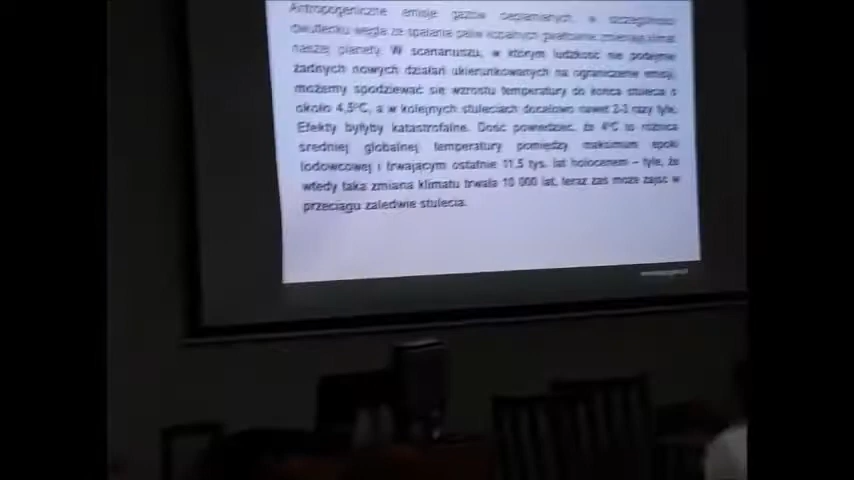 Antropogeniczne emisje gazów cieplarnianych, a w szczególności
dwutlenku węgla ze spalania paliw kopalnych gwałtownie zmieniają klimat
naszej planety. W scenariuszu, w którym ludzkość nie podejmie
żadnych nowych działań ukierunkowanych na ograniczenie emisji,
możemy spodziewać się wzrostu temperatury do końca stulecia o
około 4,5°C, a w kolejnych stuleciach docelowo nawet 2-3 razy tyle.
Efekty byłyby katastrofalne. Dość powiedzieć, że 4°C to różnica
średniej globalnej temperatury pomiędzy maksimum epoki
lodowcowej i trwającym ostatnie 11,5 tys. lat holocenem – tyle, że
wtedy taka zmiana klimatu trwała 10 000 lat, teraz zaś może zajść w
przeciągu zaledwie stulecia.